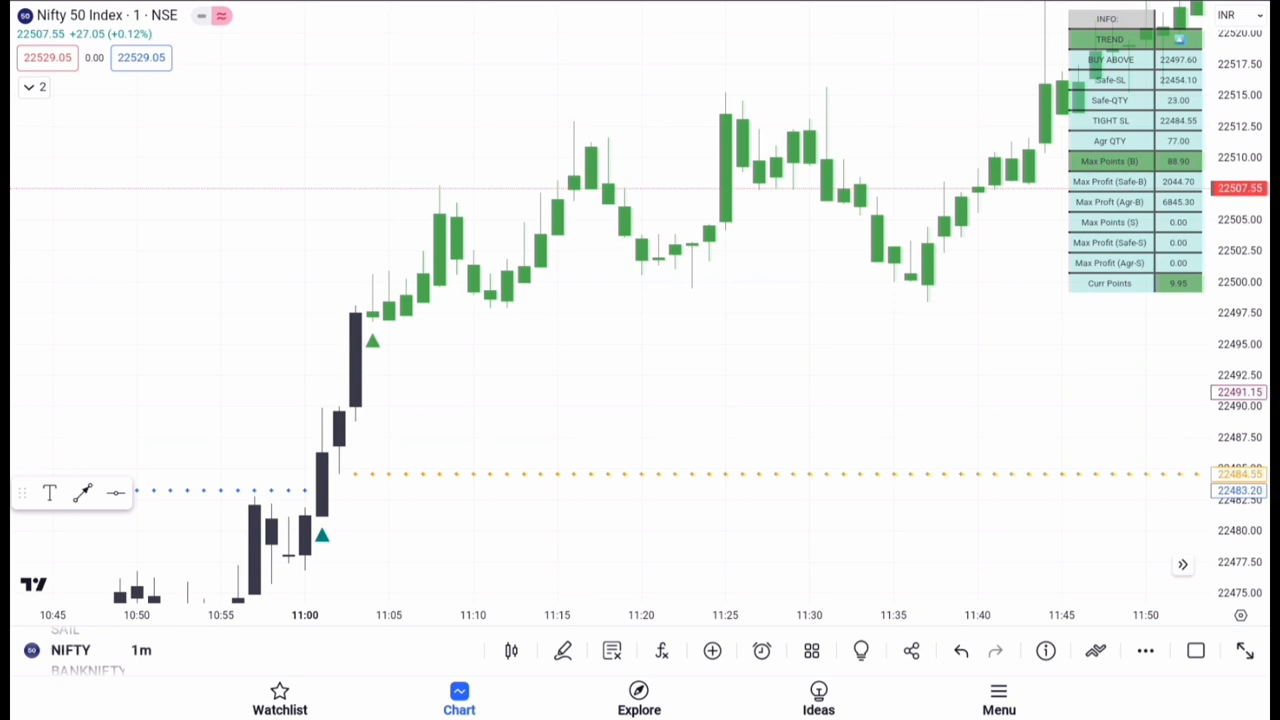 50 Nifty 50 Index · 1 · NSE
22507.55 +27.05 (+0.12%)
22529.05 0.00 22529.05
2
INR
INFO:
TREND
BUY ABOVE 22497.60
Safe-SL 22454.10
Safe-QTY 23.00
TIGHT SL 22484.55
Agr QTY 77.00
Max Points (B) 88.90
Max Profit (Safe-B) 2044.70
Max Proft (Agr-B) 6845.30
Max Points (S) 0.00
Max Profit (Safe-S) 0.00
Max Profit (Agr-S) 0.00
Curr Points 9.95
22520.00
22517.50
22515.00
22512.50
22510.00
22507.55
22505.00
22502.50
22500.00
22497.50
22495.00
22492.50
22491.15
22490.00
22487.50
22484.55
22483.20
22482.50
22480.00
22477.50
22475.00
T
10:45 10:50 10:55 11:00 11:05 11:10 11:15 11:20 11:25 11:30 11:35 11:40 11:45 11:50
SAIL
50 NIFTY 1m
BANKNIFTY
Watchlist Chart Explore Ideas Menu